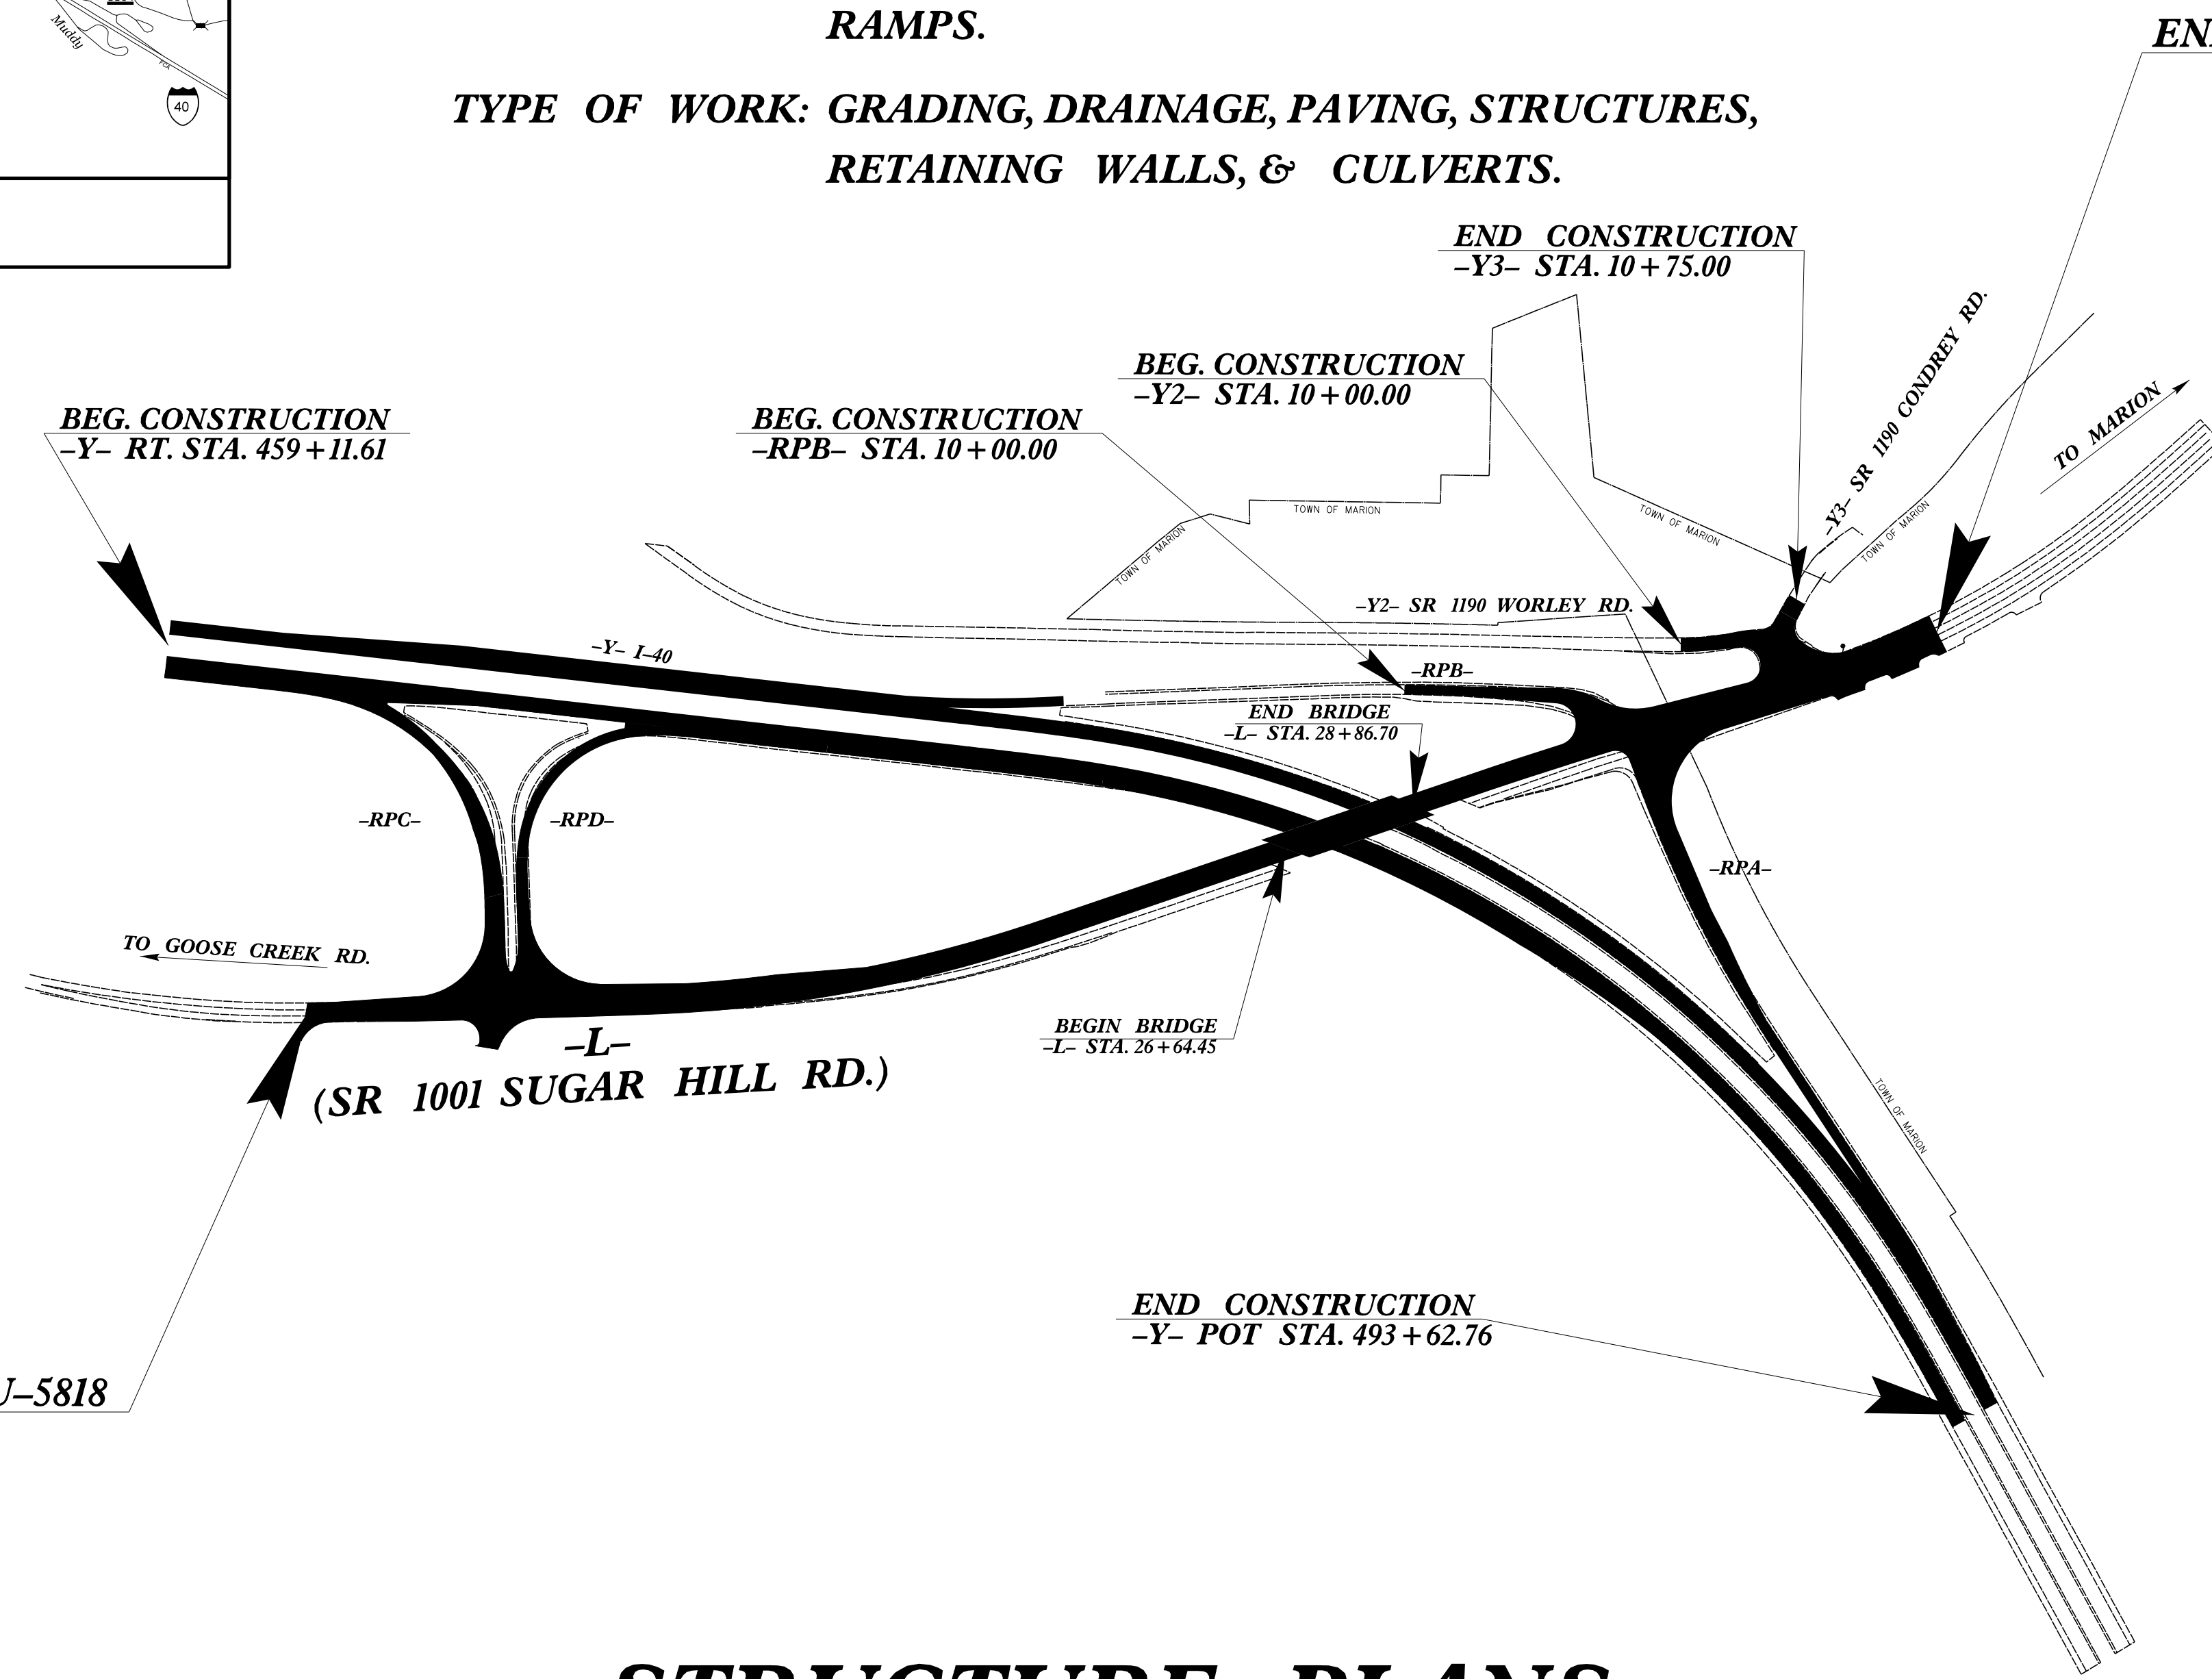 Muddy
40
RAMPS.
TYPE OF WORK: GRADING, DRAINAGE, PAVING, STRUCTURES,
RETAINING WALLS, & CULVERTS.
END CONSTRUCTION
–Y3– STA. 10+75.00
BEG. CONSTRUCTION
–Y2– STA. 10+00.00
BEG. CONSTRUCTION
–RPB– STA. 10+00.00
BEG. CONSTRUCTION
–Y– RT. STA. 459+11.61
–Y3– SR 1190 CONDREY RD.
TO MARION
TOWN OF MARION
TOWN OF MARION
TOWN OF MARION
TOWN OF MARION
–Y2– SR 1190 WORLEY RD.
–Y– I–40
–RPB–
END BRIDGE
–L– STA. 28+86.70
–RPC–
–RPD–
–RPA–
TO GOOSE CREEK RD.
BEGIN BRIDGE
–L– STA. 26+64.45
–L–
(SR 1001 SUGAR HILL RD.)
TOWN OF MARION
END CONSTRUCTION
–Y– POT STA. 493+62.76
U–5818
STRUCTURE PLANS